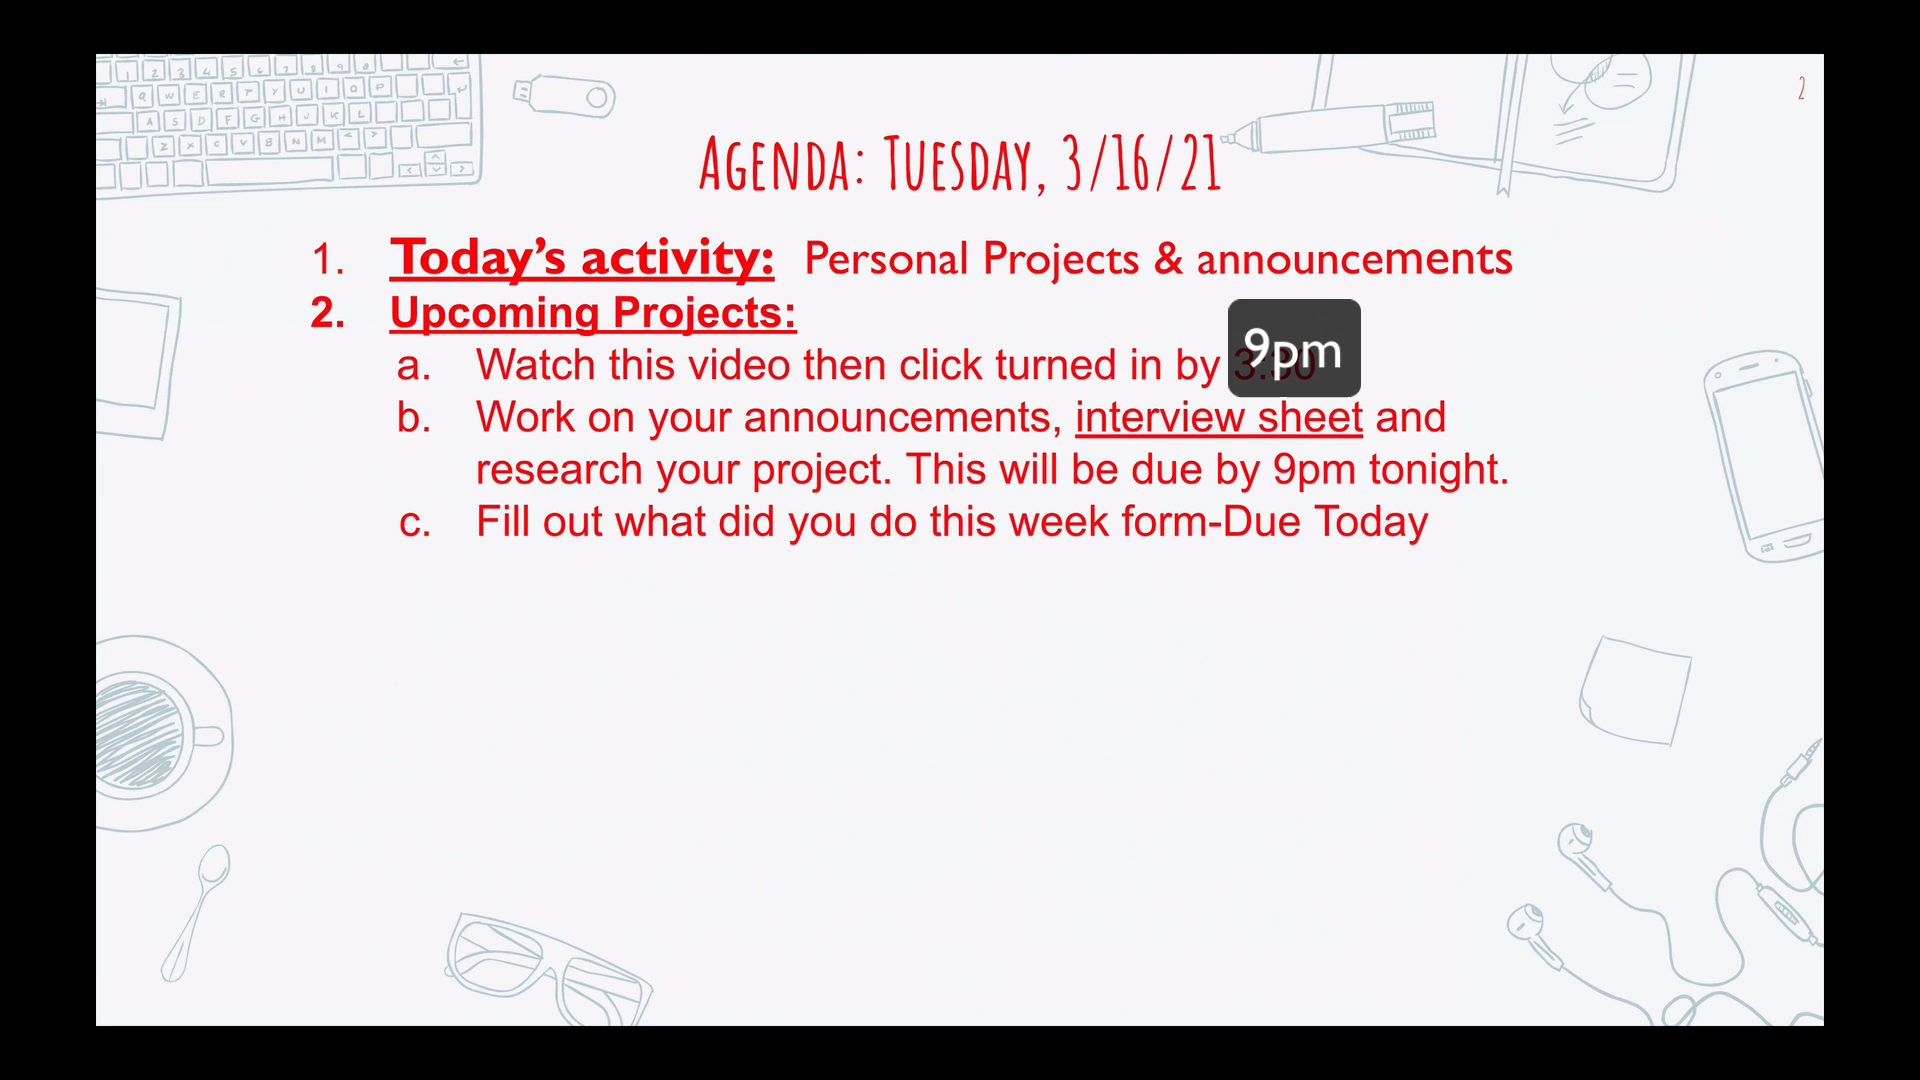 2
AGENDA: TUESDAY, 3/16/21
1. Today's activity: Personal Projects & announcements
2. Upcoming Projects:
a. Watch this video then click turned in by 9pm
b. Work on your announcements, interview sheet and
research your project. This will be due by 9pm tonight.
c. Fill out what did you do this week form-Due Today